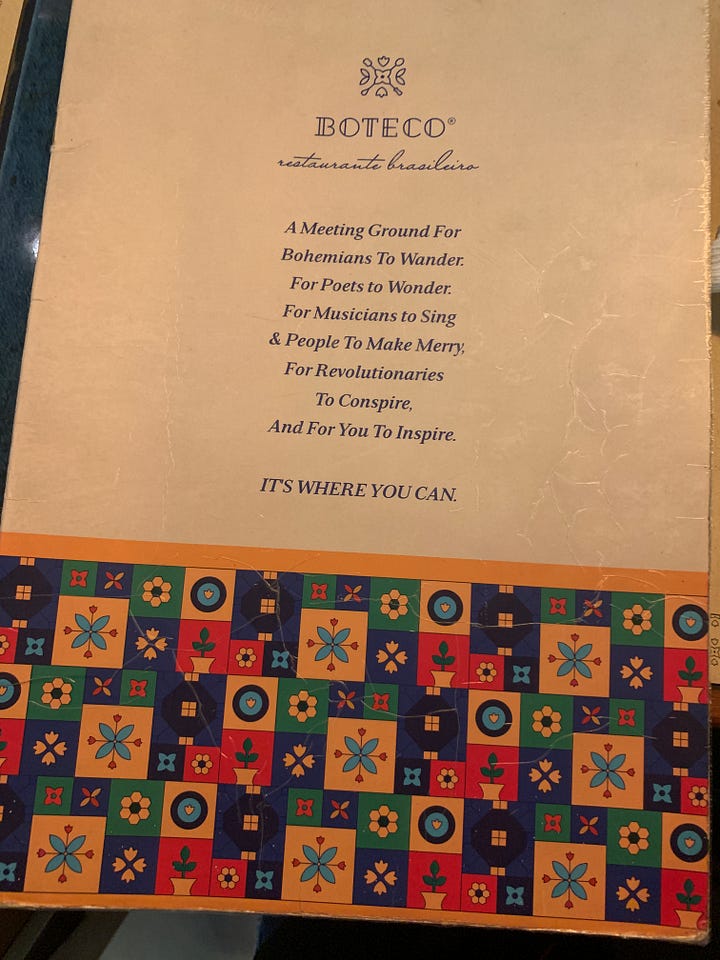 BOTECO®
restaurante brasileiro
A Meeting Ground For
Bohemians To Wander.
For Poets to Wonder.
For Musicians to Sing
& People To Make Merry,
For Revolutionaries
To Conspire,
And For You To Inspire.
IT'S WHERE YOU CAN.